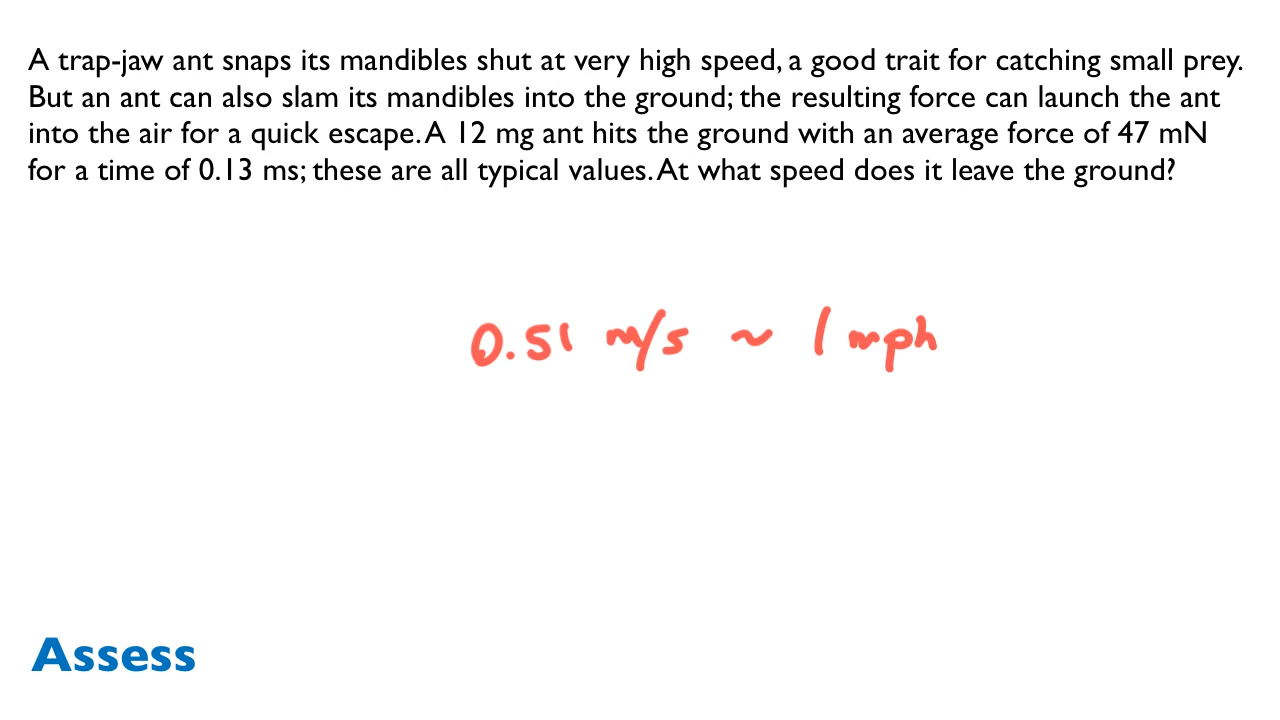 A trap-jaw ant snaps its mandibles shut at very high speed, a good trait for catching small prey.
But an ant can also slam its mandibles into the ground; the resulting force can launch the ant
into the air for a quick escape. A 12 mg ant hits the ground with an average force of 47 mN
for a time of 0.13 ms; these are all typical values. At what speed does it leave the ground?
0.51 m/s ~ 1 mph
Assess